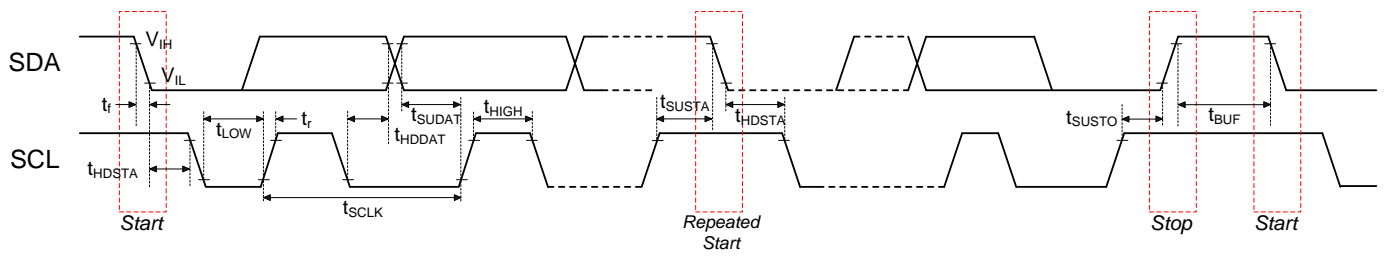 SDA
V_IH
V_IL
t_f
t_LOW
t_r
t_SUDAT
t_HDDAT
t_HIGH
t_SUSTA
t_HDSTA
t_SUSTO
t_BUF
SCL
t_HDSTA
t_SCLK
Start
Repeated
Start
Stop
Start